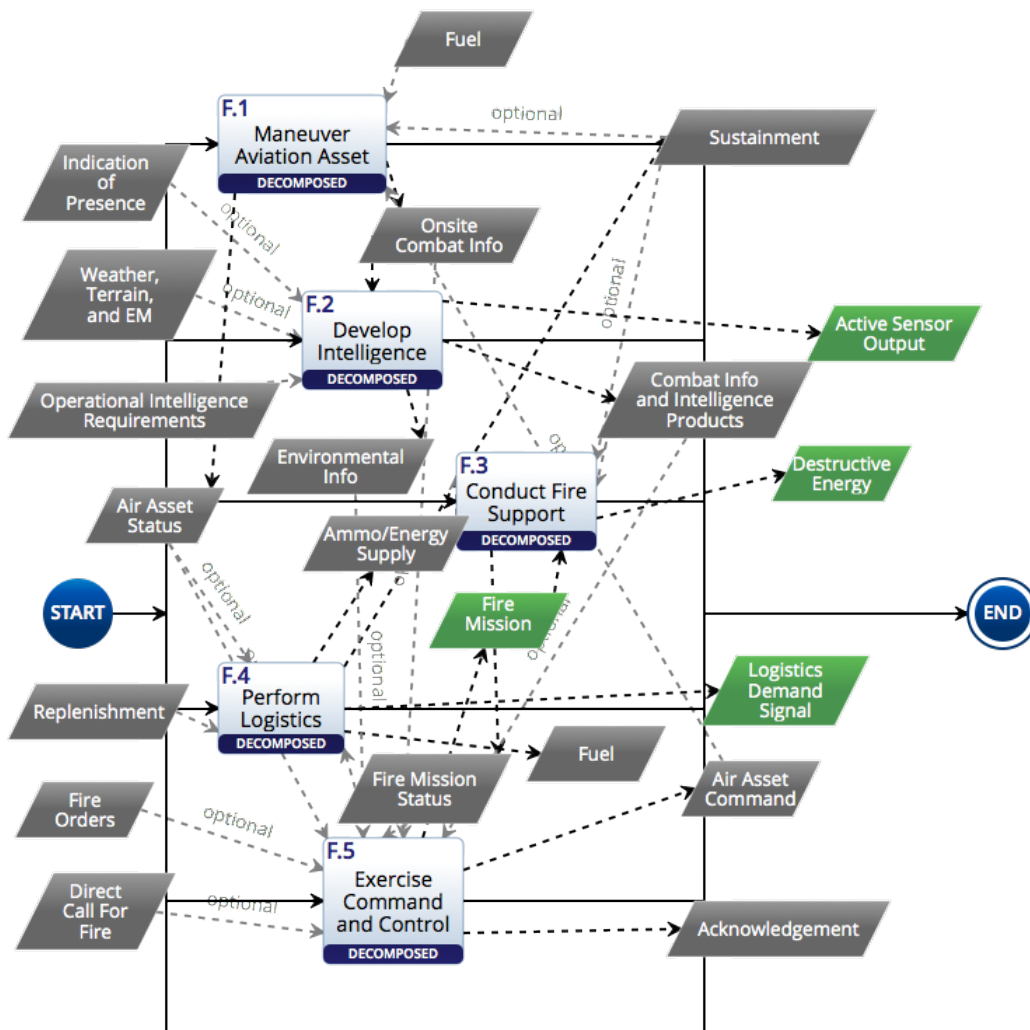 Fuel
F.1
Maneuver
Aviation Asset
DECOMPOSED
optional
Sustainment
Indication
of
Presence
optional
Onsite
Combat Info
Weather,
Terrain,
and EM
optional
F.2
Develop
Intelligence
DECOMPOSED
optional
Active Sensor
Output
Operational Intelligence
Requirements
Combat Info
and Intelligence
Products
Environmental
Info
F.3
Conduct Fire
Support
DECOMPOSED
Destructive
Energy
Air Asset
Status
Ammo/Energy
Supply
optional
START
Fire
Mission
optional
END
optional
F.4
Perform
Logistics
DECOMPOSED
Replenishment
Logistics
Demand
Signal
Fuel
Fire Mission
Status
Air Asset
Command
Fire
Orders
optional
F.5
Exercise
Command
and Control
DECOMPOSED
Direct
Call For
Fire
optional
Acknowledgement